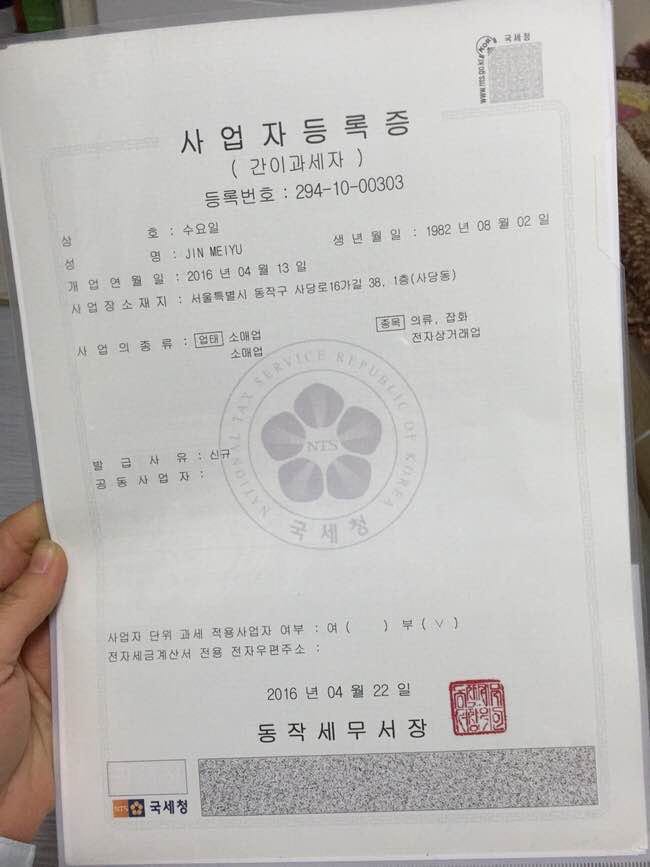 국세청
www.nts.go.kr
사업자등록증
( 간이과세자 )
등록번호 : 294-10-00303
상 호 : 수요일
성 명 : JIN MEIYU 생 년 월 일 : 1982 년 08 월 02 일
개 업 연 월 일 : 2016 년 04 월 13 일
사 업 장 소 재 지 : 서울특별시 동작구 사당로16가길 38, 1층(사당동)
사 업 의 종 류 : 업태 소매업 종목 의류, 잡화
소매업 전자상거래업
NATIONAL TAX SERVICE REPUBLIC OF KOREA
NTS
국세청
발 급 사 유 : 신규
공 동 사 업 자 :
사업자 단위 과세 적용사업자 여부 : 여 ( ) 부 ( ∨ )
전자세금계산서 전용 전자우편주소 :
2016 년 04 월 22 일
동작세무서장
NTS 국세청